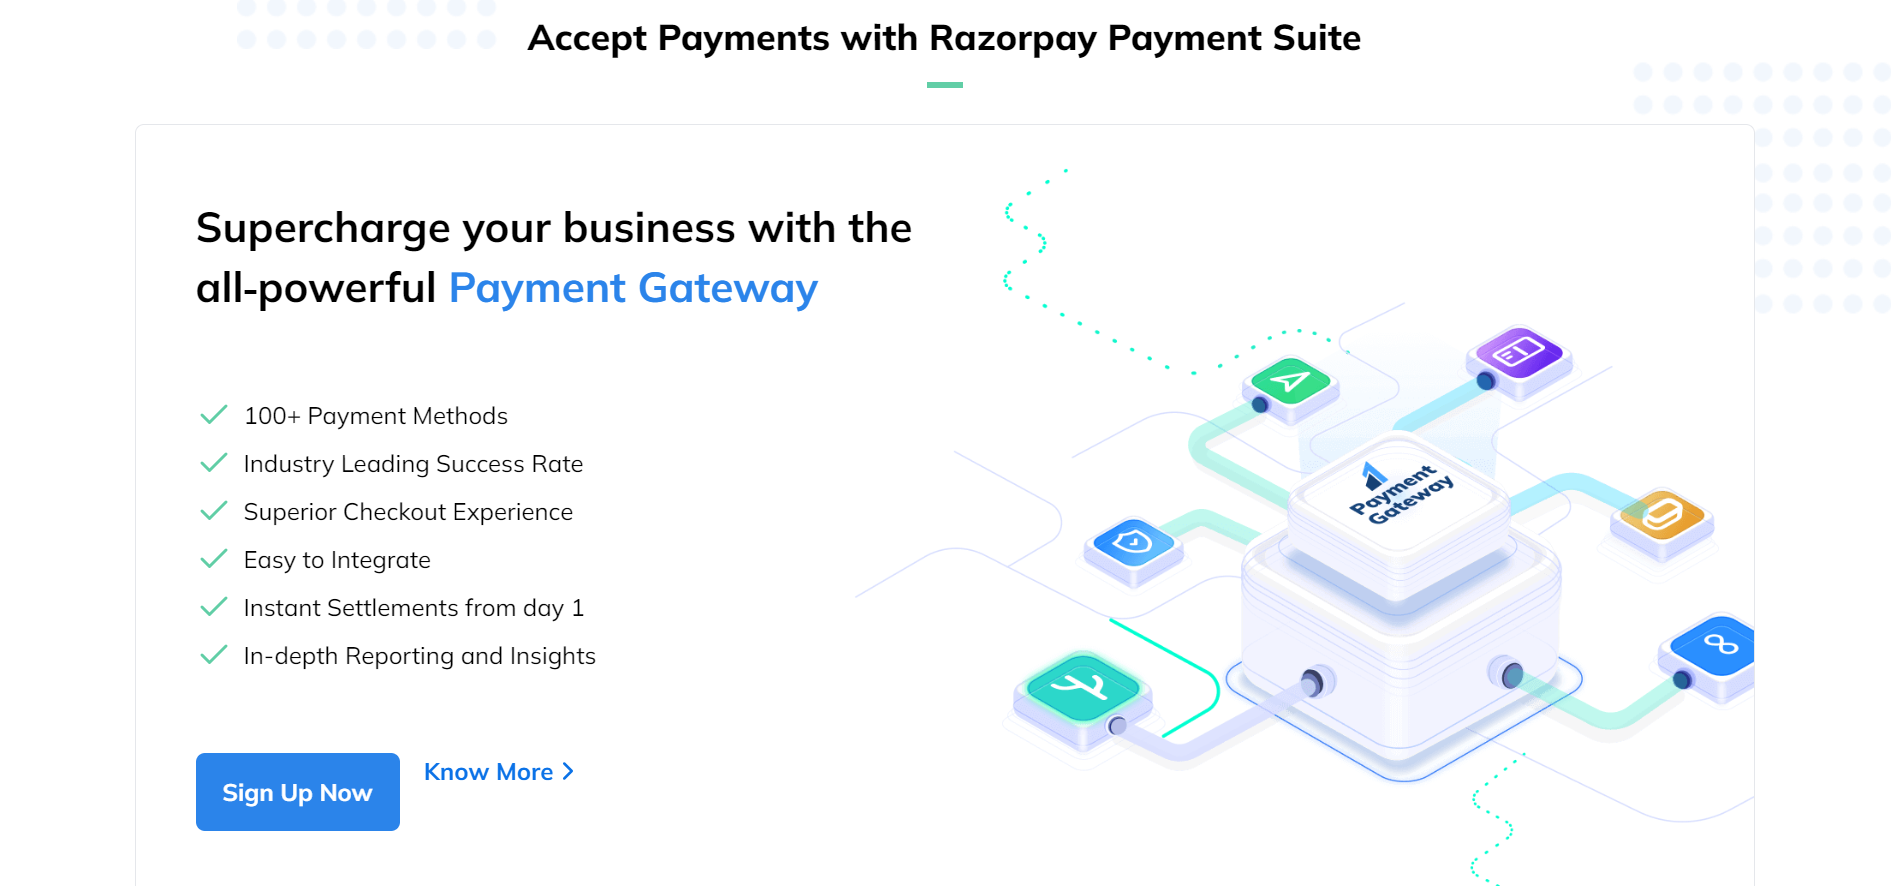 Accept Payments with Razorpay Payment Suite
Supercharge your business with the
all-powerful Payment Gateway
100+ Payment Methods
Industry Leading Success Rate
Superior Checkout Experience
Easy to Integrate
Instant Settlements from day 1
In-depth Reporting and Insights
Sign Up Now
Know More
Payment
Gateway